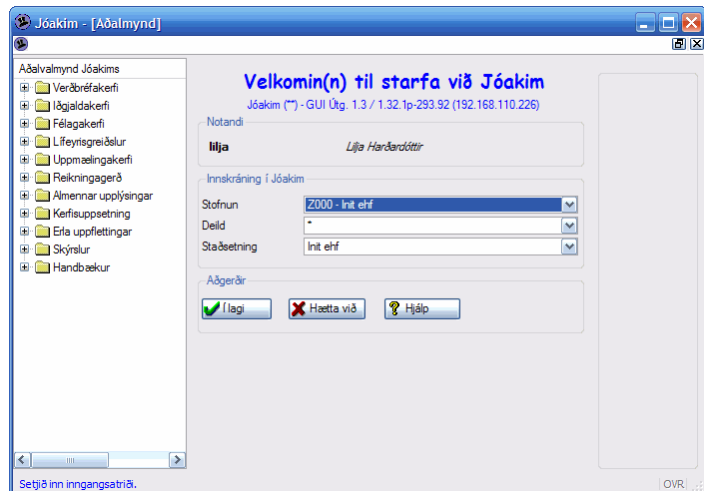 Jóakim - [Aðalmynd]
Aðalvalmynd Jóakims
Verðbréfakerfi
Iðgjaldakerfi
Félagakerfi
Lífeyrisgreiðslur
Uppmælingakerfi
Reikningagerð
Almennar upplýsingar
Kerfisuppsetning
Erla uppflettingar
Skýrslur
Handbækur
Velkomin(n) til starfa við Jóakim
Jóakim (**) - GUI Útg. 1.3 / 1.32.1p-293.92 (192.168.110.226)
Notandi
lilja Lilja Harðardóttir
Innskráning í Jóakim
Stofnun Z000 - Init ehf
Deild *
Staðsetning Init ehf
Aðgerðir
Í lagi Hætta við Hjálp
Setjið inn inngangsatriði. OVR